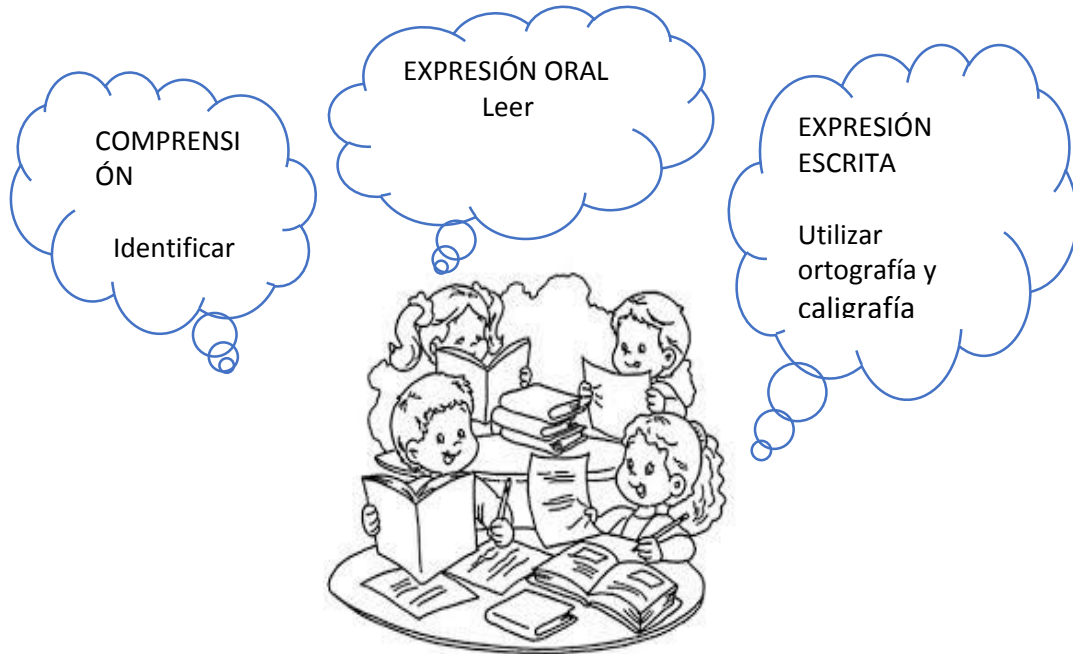 COMPRENSI
ÓN
Identificar
EXPRESIÓN ORAL
Leer
EXPRESIÓN
ESCRITA
Utilizar
ortografía y
caligrafía